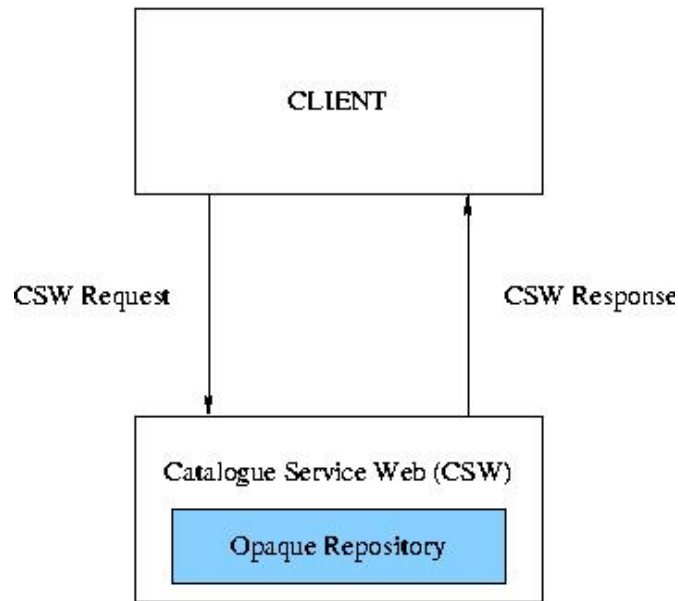 CLIENT
CSW Request
CSW Response
Catalogue Service Web (CSW)
Opaque Repository